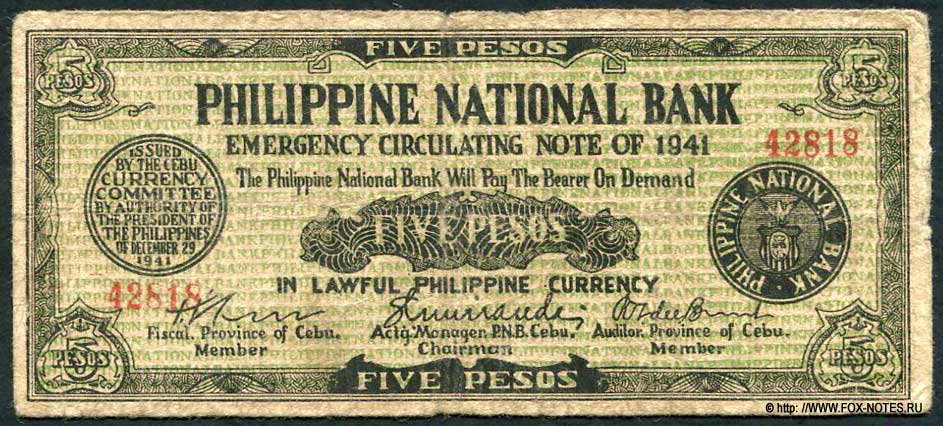 FIVE PESOS
5
PESOS
5
PESOS
PHILIPPINE NATIONAL BANK
EMERGENCY CIRCULATING NOTE OF 1941
42818
The Philippine National Bank Will Pay The Bearer On Demand
ISSUED
BY THE CEBU
CURRENCY
COMMITTEE
BY AUTHORITY OF
THE PRESIDENT OF
THE PHILIPPINES
OF DECEMBER 29
1941
FIVE PESOS
PHILIPPINE NATIONAL BANK
IN LAWFUL PHILIPPINE CURRENCY
42818
Fiscal, Province of Cebu.
Member
Actg. Manager P.N.B. Cebu.
Chairman
Auditor, Province of Cebu.
Member
5
PESOS
5
PESOS
FIVE PESOS
© http: //WWW.FOX-NOTES.RU